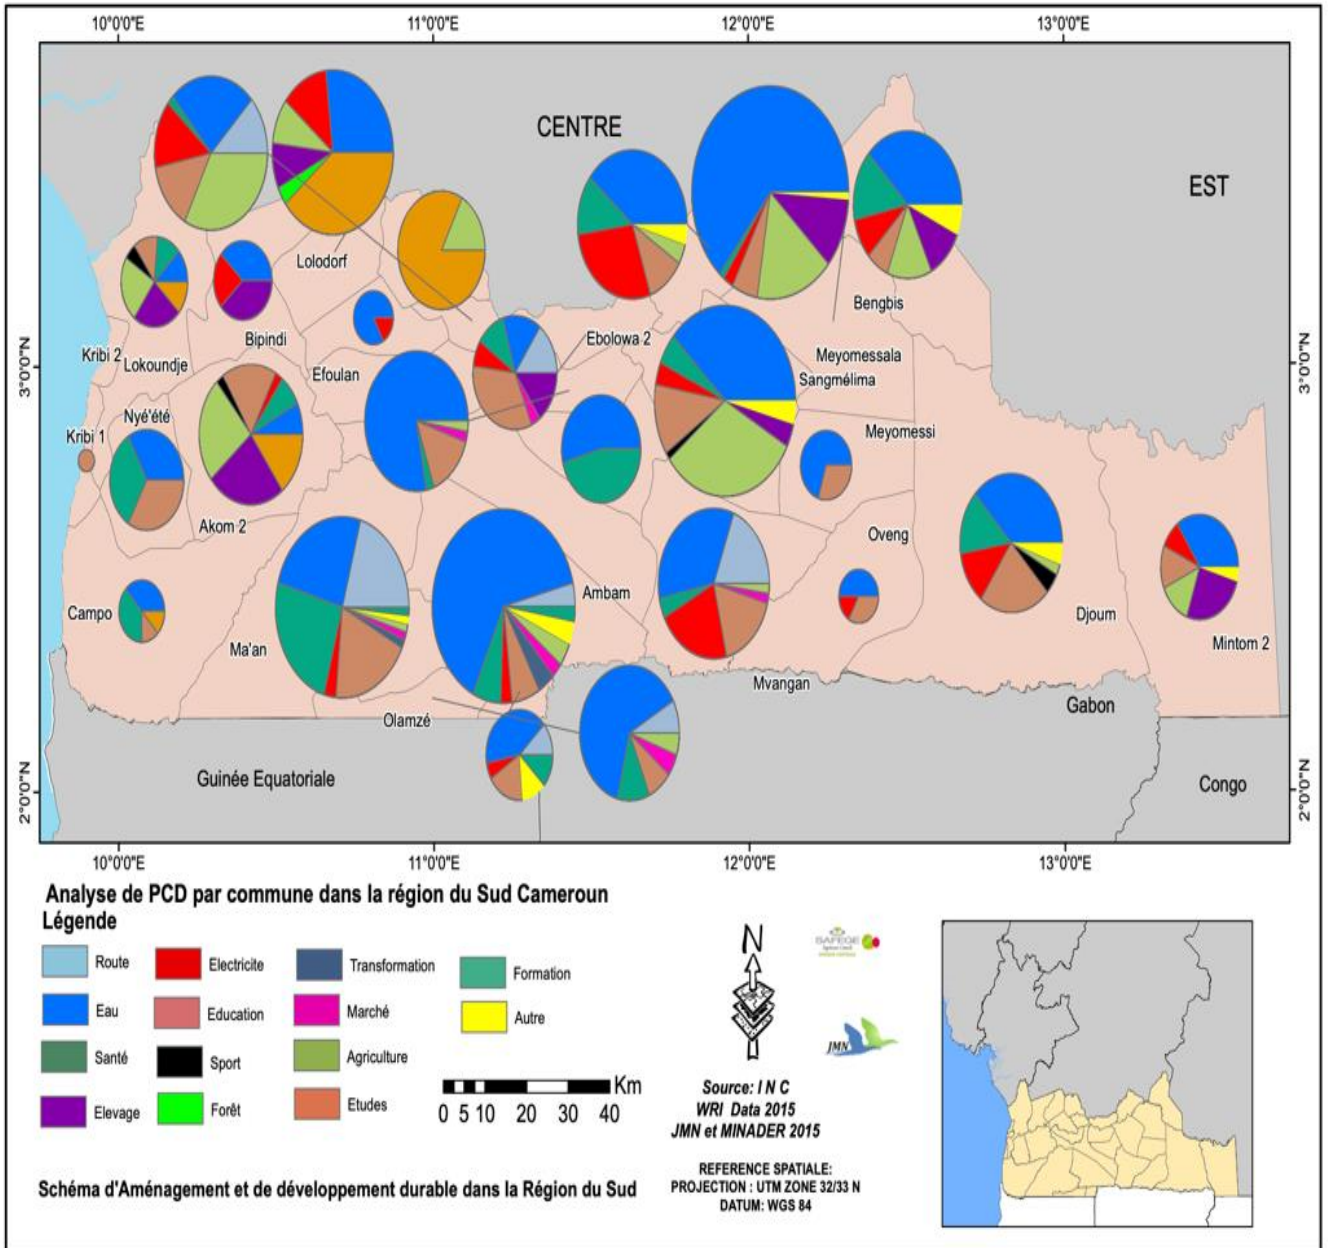 10°0'0"E
11°0'0"E
12°0'0"E
13°0'0"E
CENTRE
EST
Lolodorf
Bengbis
Kribi 2
Lokoundje
Bipindi
Efoulan
Ebolowa 2
Meyomessala
Sangmélima
3°0'0"N
3°0'0"N
Nyé'été
Kribi 1
Meyomessi
Akom 2
Oveng
Campo
Ambam
Djoum
Ma'an
Mintom 2
Mvangan
Olamzé
Gabon
Guinée Equatoriale
Congo
2°0'0"N
2°0'0"N
10°0'0"E
11°0'0"E
12°0'0"E
13°0'0"E
Analyse de PCD par commune dans la région du Sud Cameroun
Légende
Route
Eau
Santé
Elevage
Electricite
Education
Sport
Forêt
Transformation
Marché
Agriculture
Etudes
Formation
Autre
Km
0 5 10 20 30 40
N
SAFEGE
JMN
Source: I N C
WRI Data 2015
JMN et MINADER 2015
REFERENCE SPATIALE:
PROJECTION : UTM ZONE 32/33 N
DATUM: WGS 84
Schéma d'Aménagement et de développement durable dans la Région du Sud